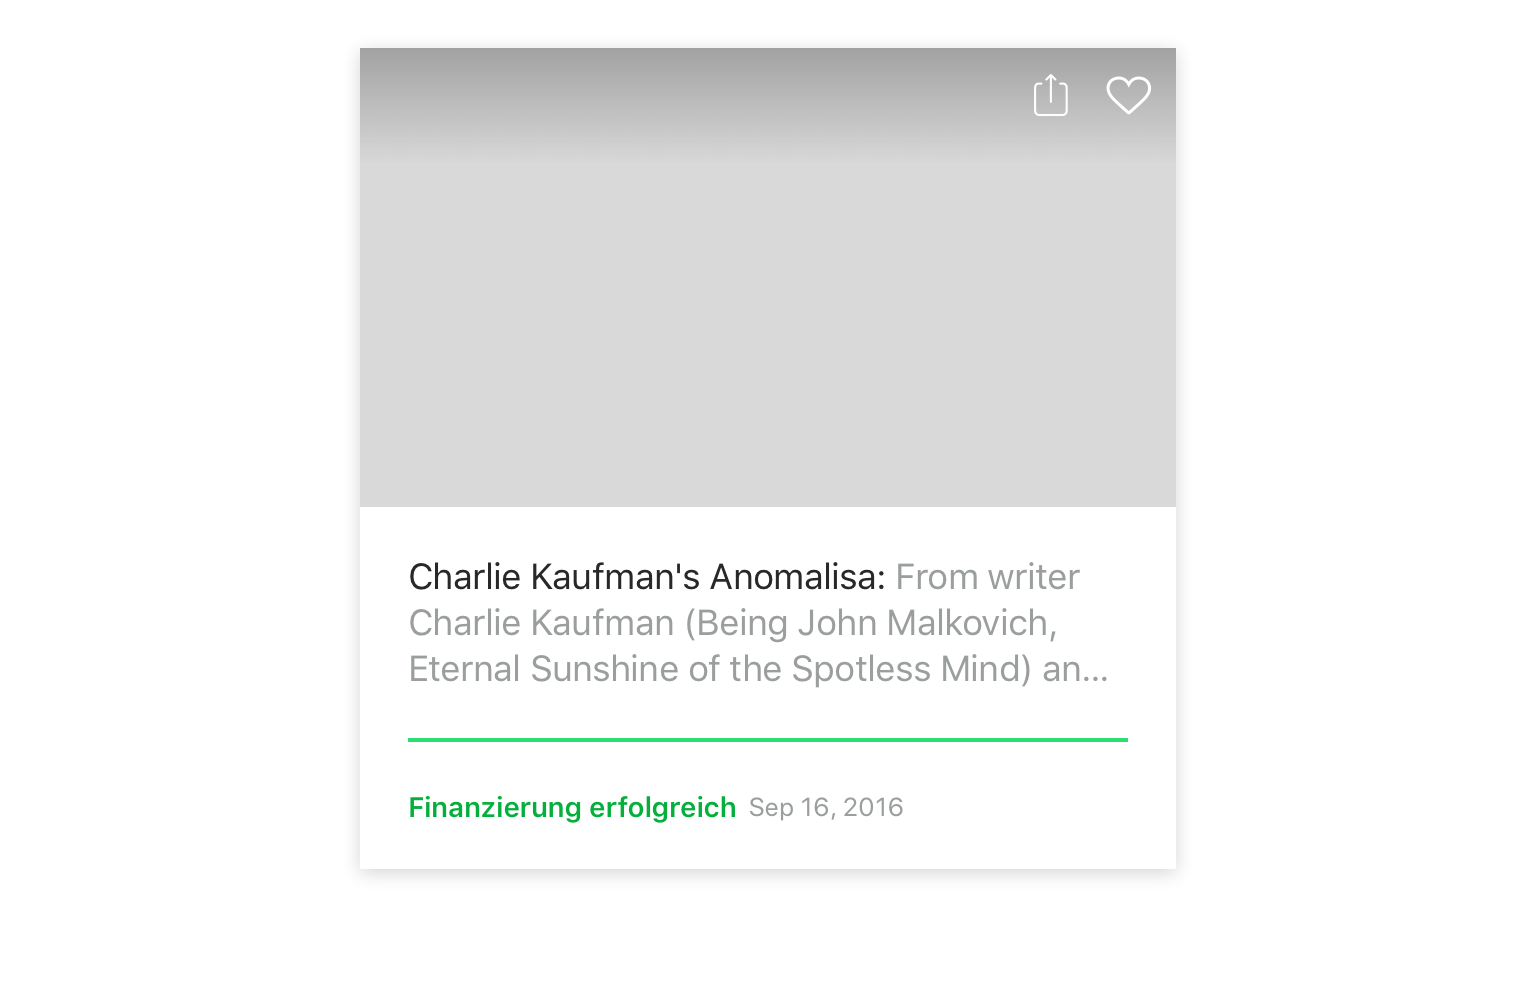 Charlie Kaufman's Anomalisa: From writer
Charlie Kaufman (Being John Malkovich,
Eternal Sunshine of the Spotless Mind) an…
Finanzierung erfolgreich Sep 16, 2016